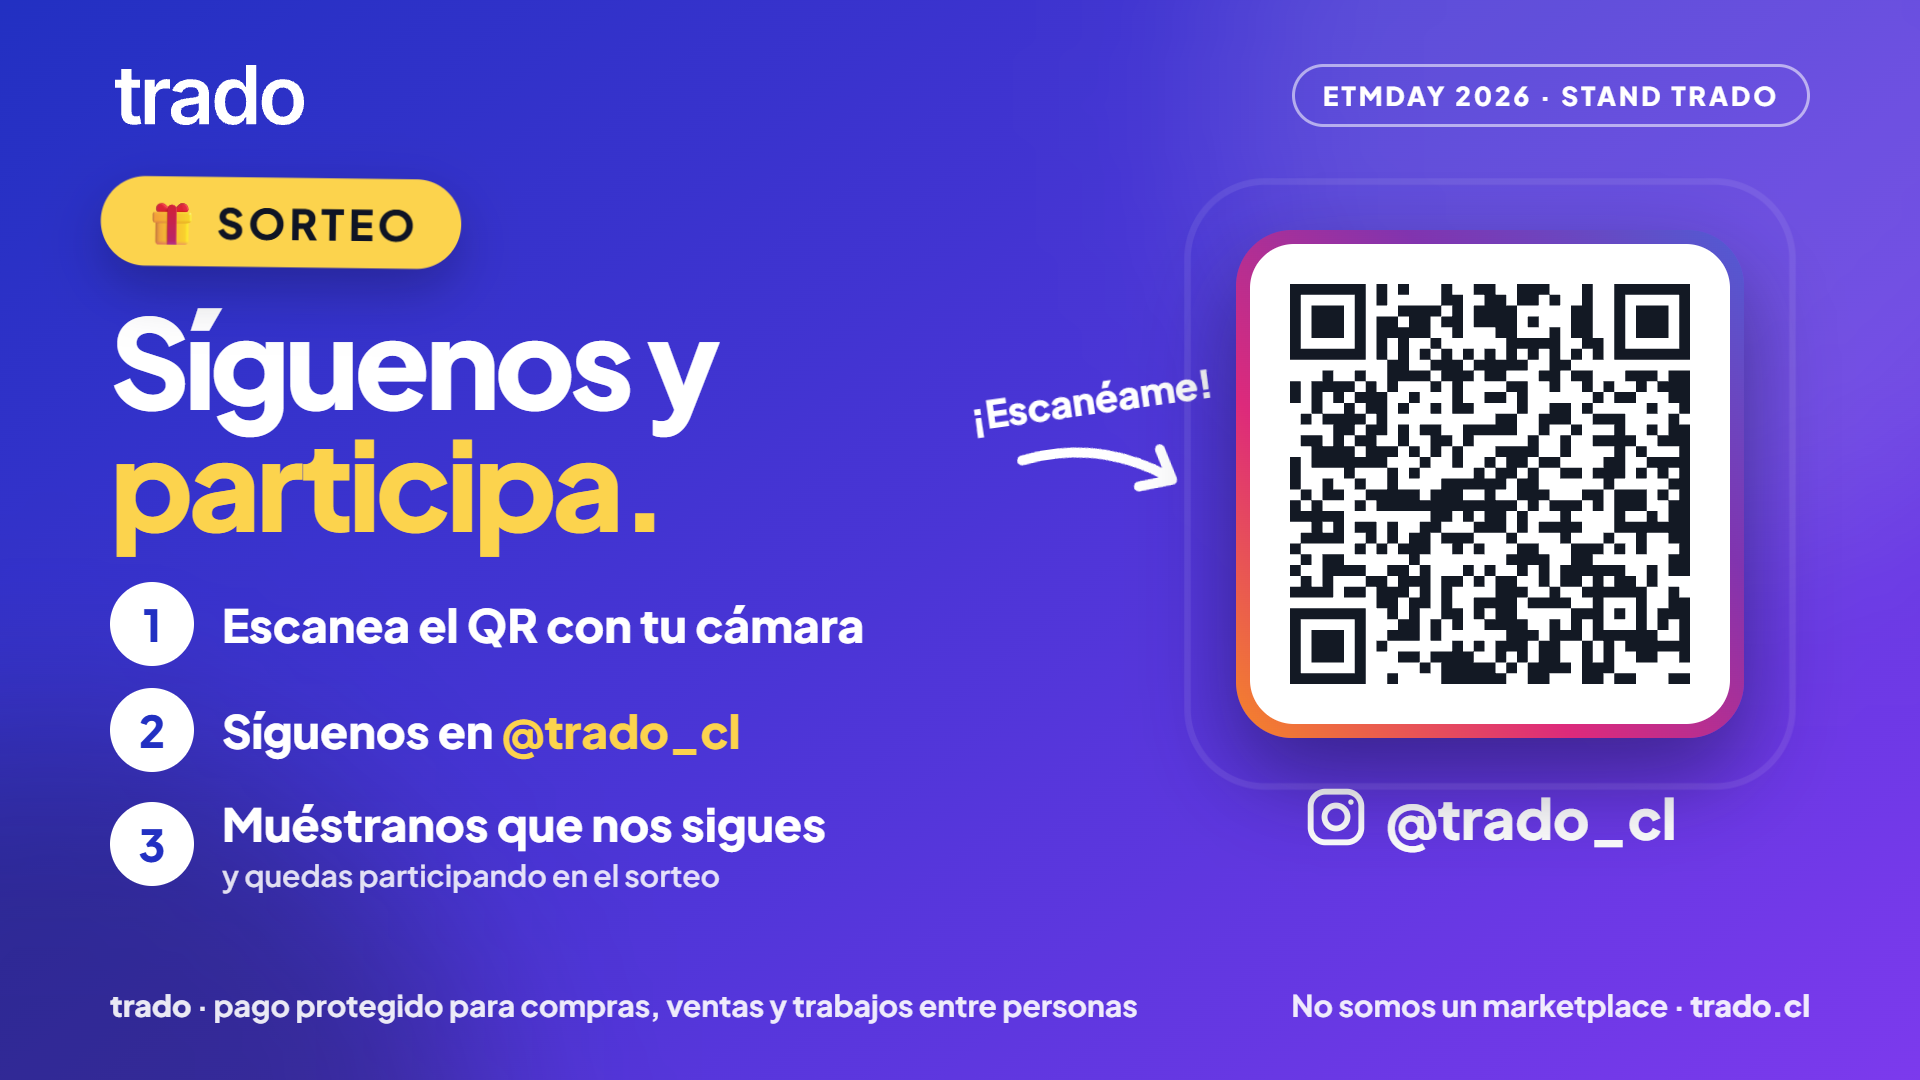 trado
ETMDAY 2026 · STAND TRADO
SORTEO
Síguenos y
participa.
¡Escanéame!
1 Escanea el QR con tu cámara
2 Síguenos en @trado_cl
3 Muéstranos que nos sigues
y quedas participando en el sorteo
@trado_cl
trado · pago protegido para compras, ventas y trabajos entre personas
No somos un marketplace · trado.cl